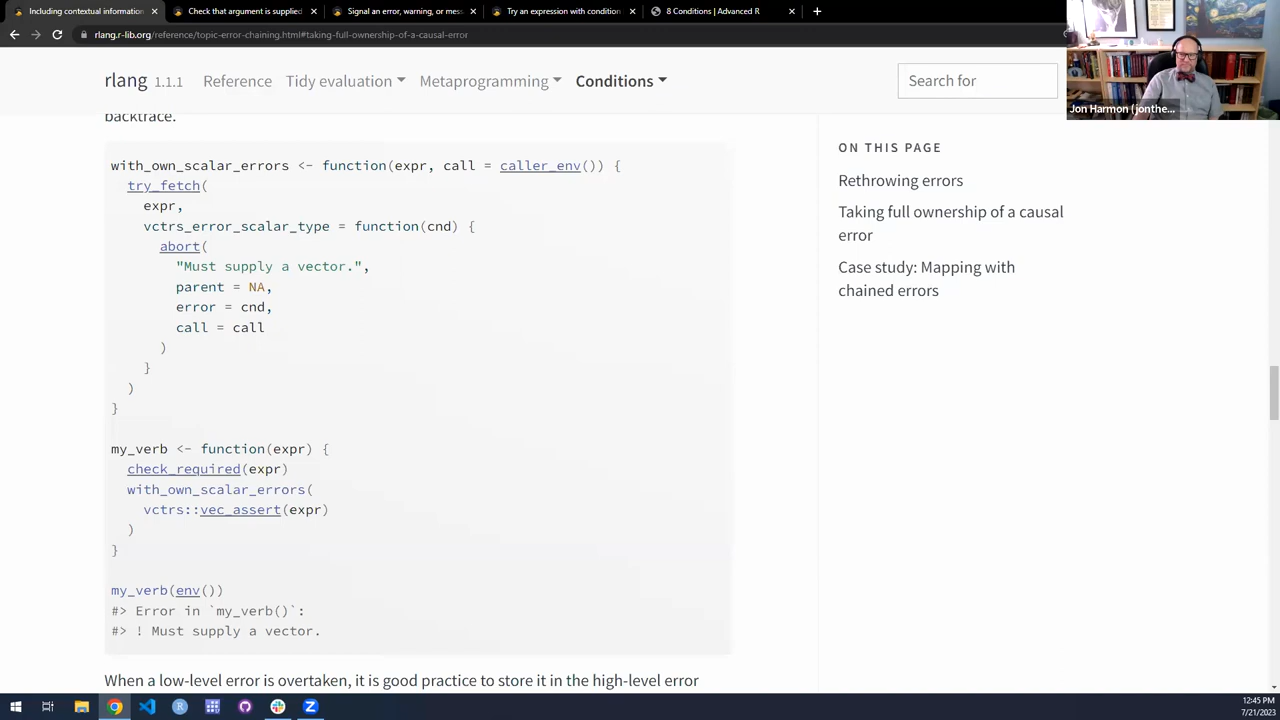 Including contextual information
Check that argument is supplied
Signal an error, warning, or mess
Try an expression with condition
8 Conditions | Advanced R
rlang.r-lib.org/reference/topic-error-chaining.html#taking-full-ownership-of-a-causal-error
Jon Harmon (jonthe...
rlang 1.1.1 Reference Tidy evaluation Metaprogramming Conditions
Search for
backtrace.
with_own_scalar_errors <- function(expr, call = caller_env()) {
try_fetch(
expr,
vctrs_error_scalar_type = function(cnd) {
abort(
"Must supply a vector.",
parent = NA,
error = cnd,
call = call
)
}
)
}
my_verb <- function(expr) {
check_required(expr)
with_own_scalar_errors(
vctrs::vec_assert(expr)
)
}
my_verb(env())
#> Error in `my_verb()`:
#> ! Must supply a vector.
When a low-level error is overtaken, it is good practice to store it in the high-level error
ON THIS PAGE
Rethrowing errors
Taking full ownership of a causal
error
Case study: Mapping with
chained errors
12:45 PM
7/21/2023